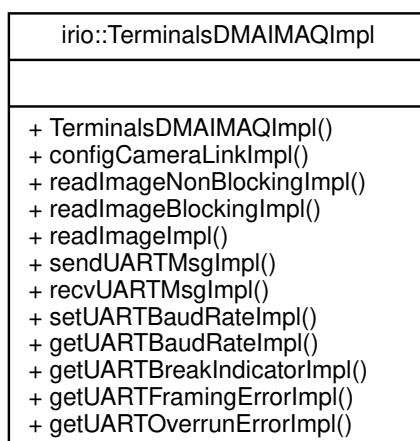 irio::TerminalsDMAIMAQImpl
+ TerminalsDMAIMAQImpl()
+ configCameraLinkImpl()
+ readImageNonBlockingImpl()
+ readImageBlockingImpl()
+ readImageImpl()
+ sendUARTMsgImpl()
+ recvUARTMsgImpl()
+ setUARTBaudRateImpl()
+ getUARTBaudRateImpl()
+ getUARTBreakIndicatorImpl()
+ getUARTFramingErrorImpl()
+ getUARTOverrunErrorImpl()